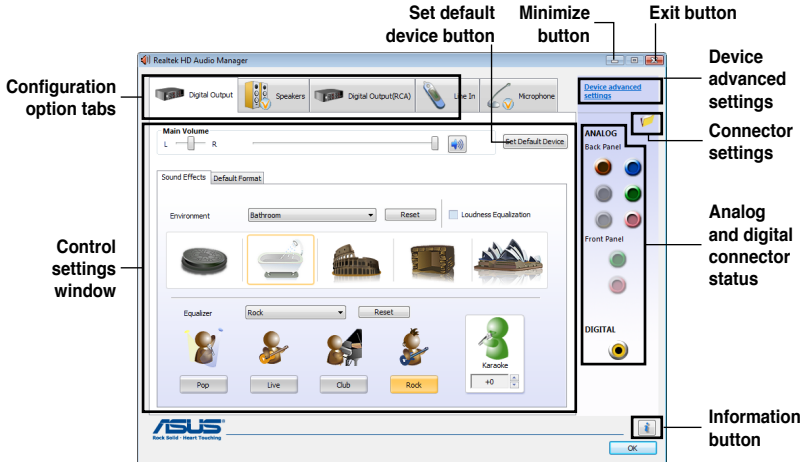 Set default
device button
Minimize
button
Exit button
Realtek HD Audio Manager
Configuration
option tabs
Digital Output
Speakers
Digital Output(RCA)
Line In
Microphone
Device advanced
settings
Device
advanced
settings
Main Volume
L
R
Set Default Device
ANALOG
Back Panel
Connector
settings
Sound Effects
Default Format
Environment
Bathroom
Reset
Loudness Equalization
Control
settings
window
Front Panel
Analog
and digital
connector
status
Equalizer
Rock
Reset
Karaoke
+0
Pop
Live
Club
Rock
DIGITAL
ASUS
Rock Solid · Heart Touching
i
OK
Information
button